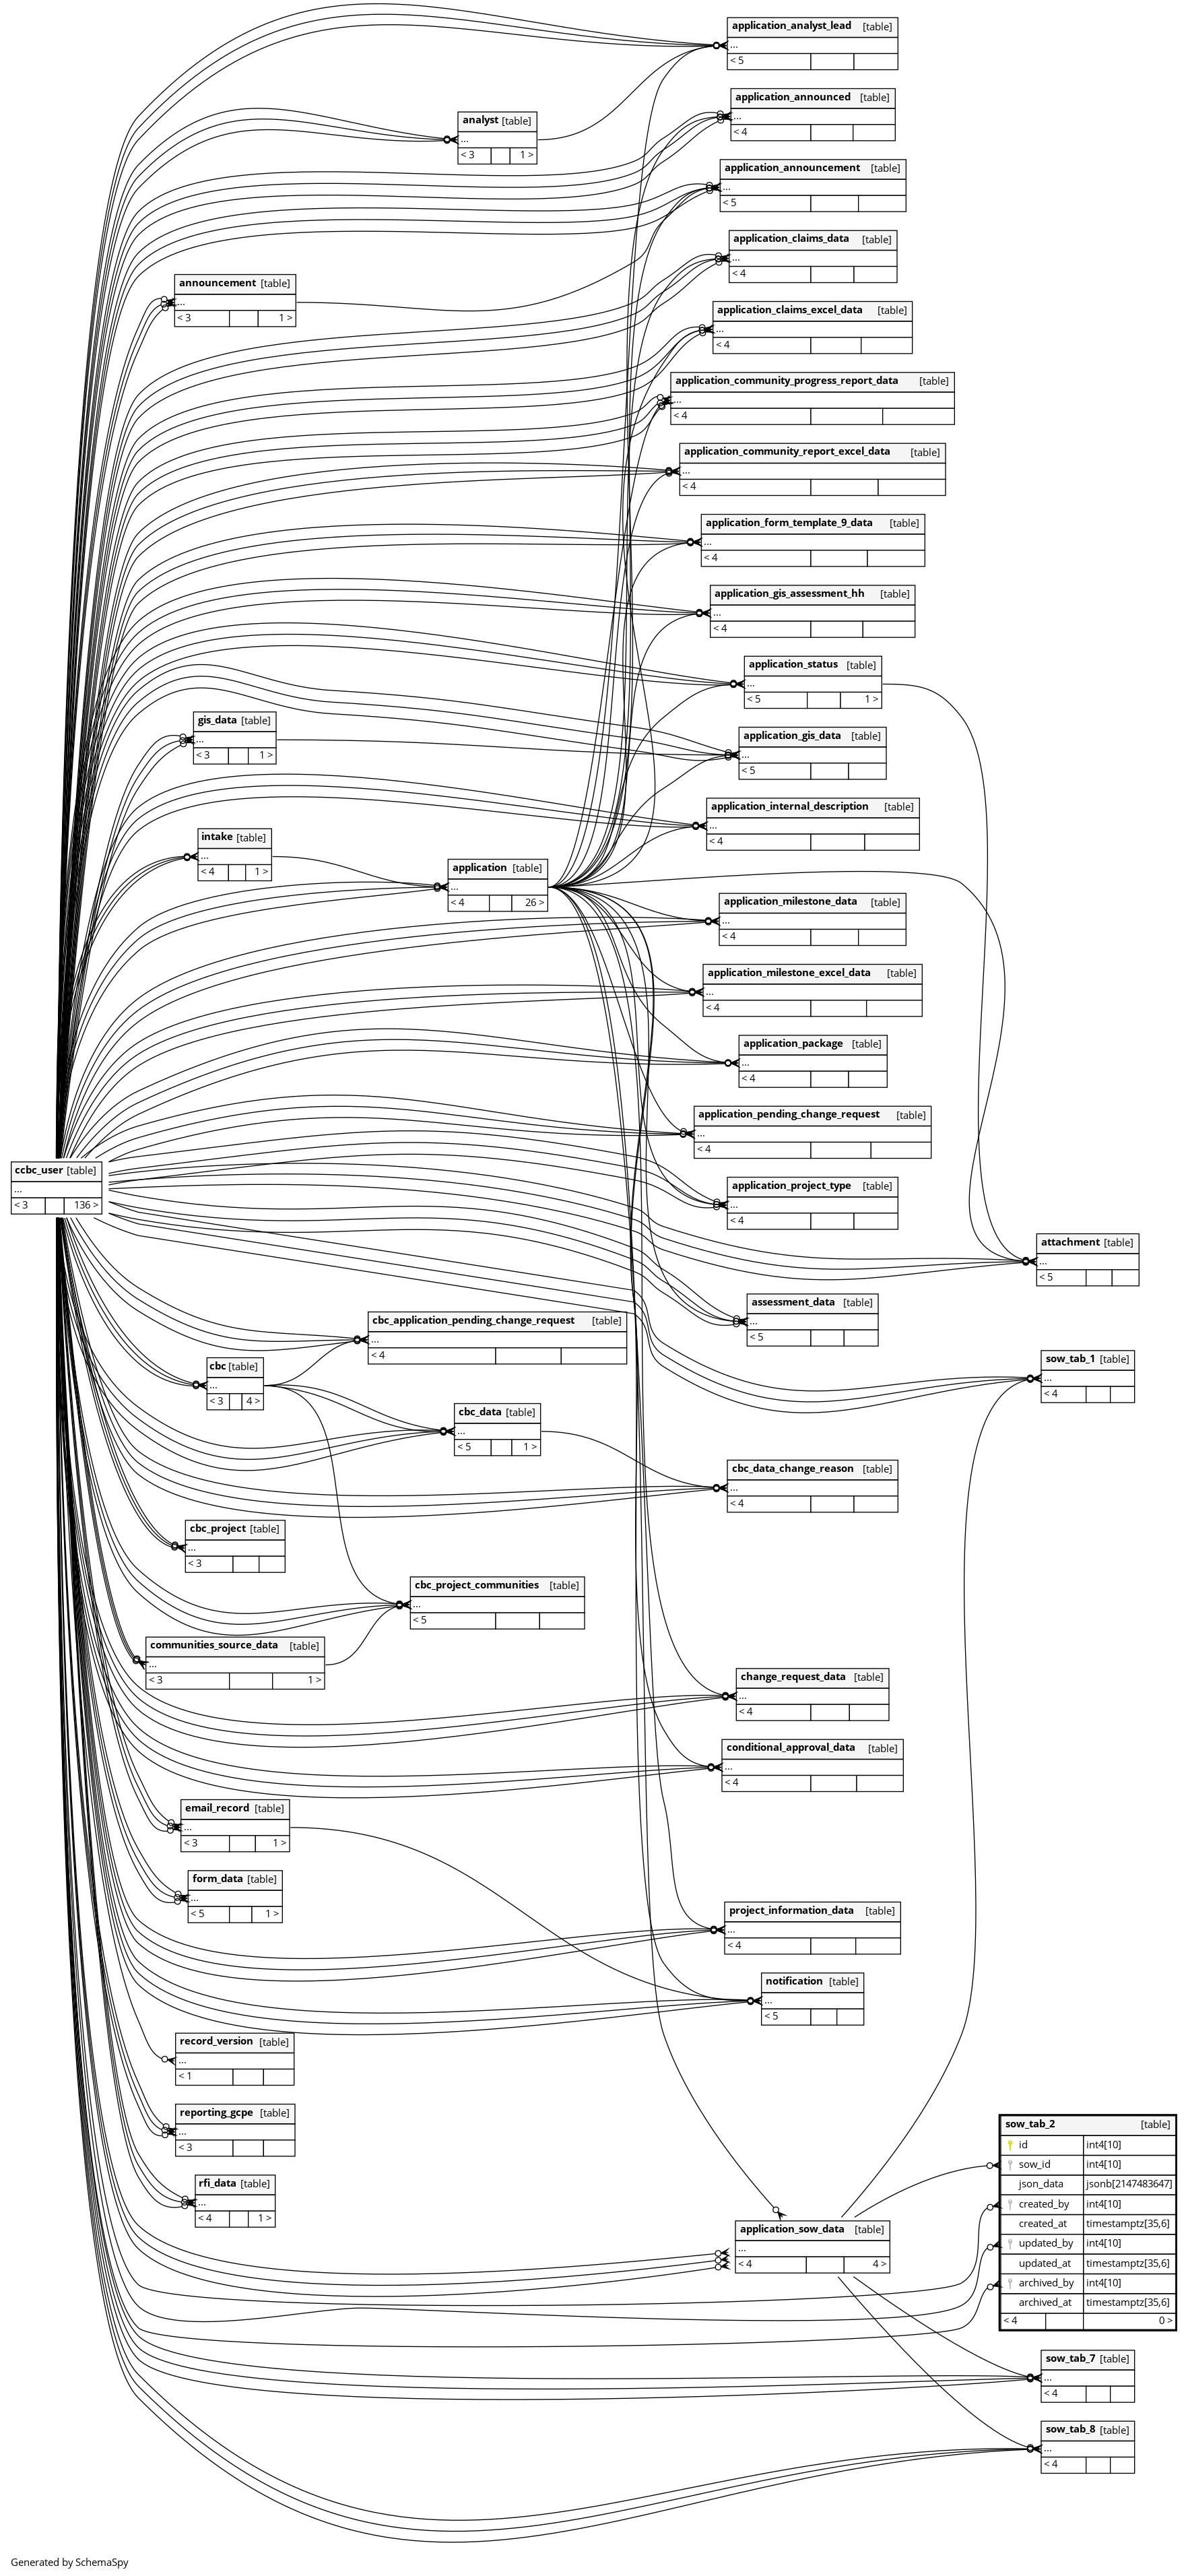 application_analyst_lead [table]
...
< 5
application_announced [table]
...
< 4
analyst [table]
...
< 3 1 >
application_announcement [table]
...
< 5
application_claims_data [table]
...
< 4
announcement [table]
...
< 3 1 >
application_claims_excel_data [table]
...
< 4
application_community_progress_report_data [table]
...
< 4
application_community_report_excel_data [table]
...
< 4
application_form_template_9_data [table]
...
< 4
application_gis_assessment_hh [table]
...
< 4
application_status [table]
...
< 5 1 >
gis_data [table]
...
< 3 1 >
application_gis_data [table]
...
< 5
application_internal_description [table]
...
< 4
intake [table]
...
< 4 1 >
application [table]
...
< 4 26 >
application_milestone_data [table]
...
< 4
application_milestone_excel_data [table]
...
< 4
application_package [table]
...
< 4
application_pending_change_request [table]
...
< 4
ccbc_user [table]
...
< 3 136 >
application_project_type [table]
...
< 4
attachment [table]
...
< 5
assessment_data [table]
...
< 5
cbc_application_pending_change_request [table]
...
< 4
sow_tab_1 [table]
...
< 4
cbc [table]
...
< 3 4 >
cbc_data [table]
...
< 5 1 >
cbc_data_change_reason [table]
...
< 4
cbc_project [table]
...
< 3
cbc_project_communities [table]
...
< 5
communities_source_data [table]
...
< 3 1 >
change_request_data [table]
...
< 4
conditional_approval_data [table]
...
< 4
email_record [table]
...
< 3 1 >
form_data [table]
...
< 5 1 >
project_information_data [table]
...
< 4
notification [table]
...
< 5
record_version [table]
...
< 1
reporting_gcpe [table]
...
< 3
rfi_data [table]
...
< 4 1 >
application_sow_data [table]
...
< 4 4 >
sow_tab_2 [table]
id int4[10]
sow_id int4[10]
json_data jsonb[2147483647]
created_by int4[10]
created_at timestamptz[35,6]
updated_by int4[10]
updated_at timestamptz[35,6]
archived_by int4[10]
archived_at timestamptz[35,6]
< 4 0 >
sow_tab_7 [table]
...
< 4
sow_tab_8 [table]
...
< 4
Generated by SchemaSpy